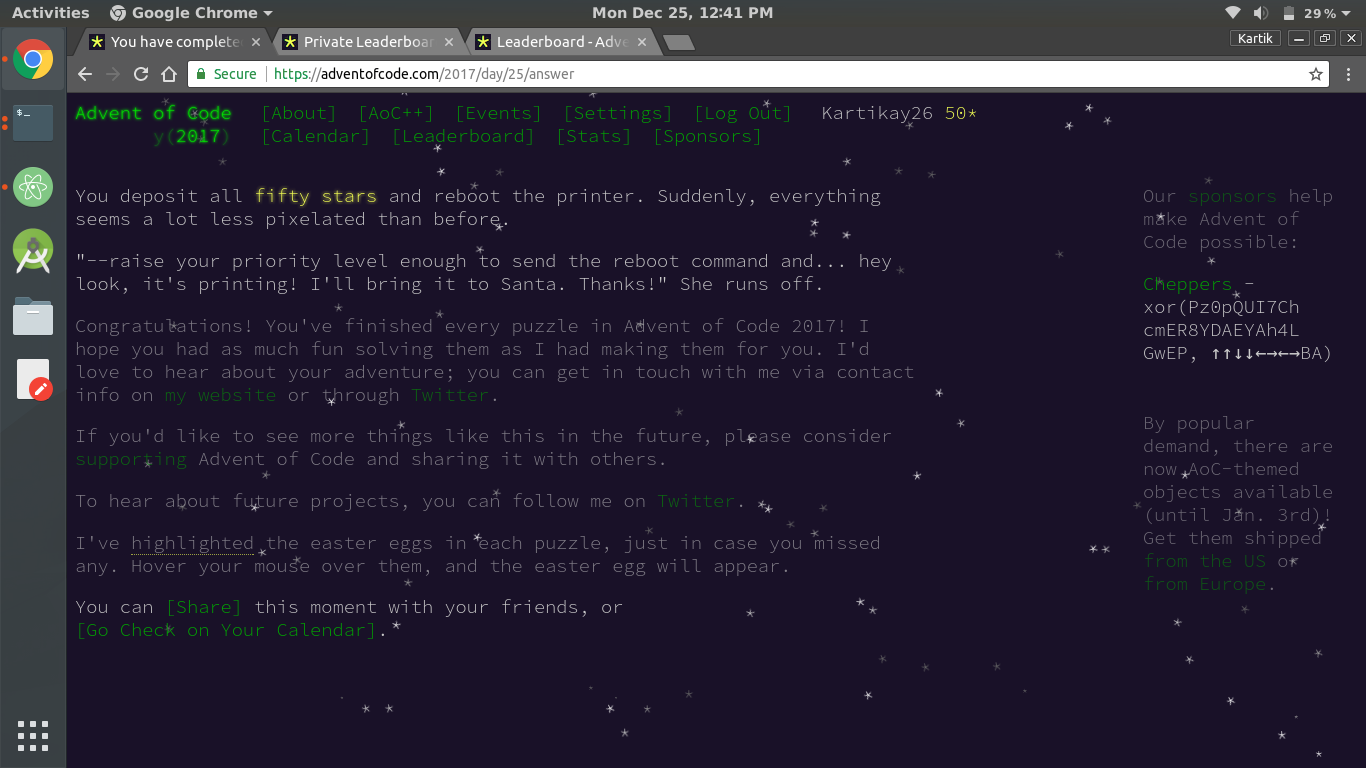 Activities Google Chrome Mon Dec 25, 12:41 PM 29%
You have complete Private Leaderboar Leaderboard - Adve Kartik
Secure https://adventofcode.com/2017/day/25/answer
Advent of Code [About] [AoC++] [Events] [Settings] [Log Out] Kartikay26 50*
y(2017) [Calendar] [Leaderboard] [Stats] [Sponsors]
You deposit all fifty stars and reboot the printer. Suddenly, everything
seems a lot less pixelated than before.
"--raise your priority level enough to send the reboot command and... hey
look, it's printing! I'll bring it to Santa. Thanks!" She runs off.
Congratulations! You've finished every puzzle in Advent of Code 2017! I
hope you had as much fun solving them as I had making them for you. I'd
love to hear about your adventure; you can get in touch with me via contact
info on my website or through Twitter.
If you'd like to see more things like this in the future, please consider
supporting Advent of Code and sharing it with others.
To hear about future projects, you can follow me on Twitter.
I've highlighted the easter eggs in each puzzle, just in case you missed
any. Hover your mouse over them, and the easter egg will appear.
You can [Share] this moment with your friends, or
[Go Check on Your Calendar].
Our sponsors help
make Advent of
Code possible:
Cheppers -
xor(Pz0pQUI7Ch
cmER8YDAEYAh4L
GwEP, ↑↑↓↓←→←→BA)
By popular
demand, there are
now AoC-themed
objects available
(until Jan. 3rd)!
Get them shipped
from the US or
from Europe.